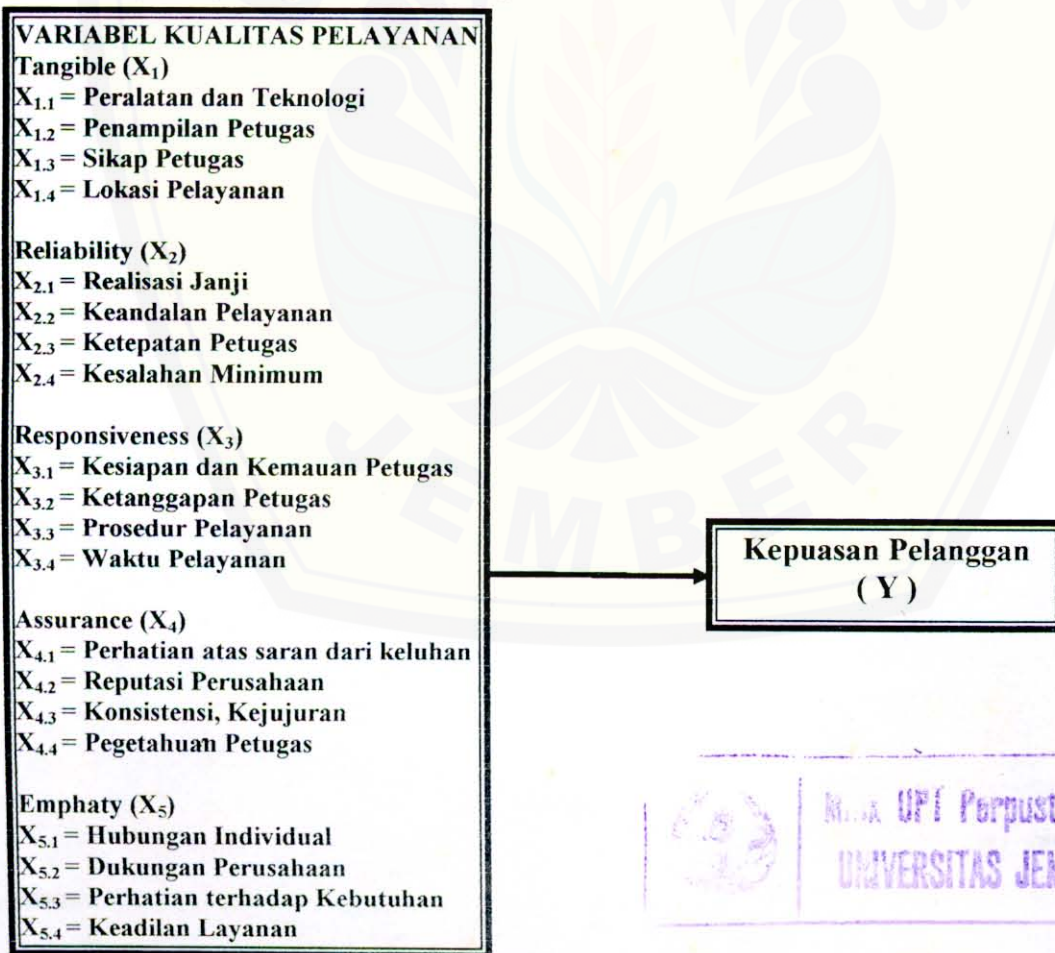 VARIABEL KUALITAS PELAYANAN
Tangible (X₁)
X₁.₁ = Peralatan dan Teknologi
X₁.₂ = Penampilan Petugas
X₁.₃ = Sikap Petugas
X₁.₄ = Lokasi Pelayanan
Reliability (X₂)
X₂.₁ = Realisasi Janji
X₂.₂ = Keandalan Pelayanan
X₂.₃ = Ketepatan Petugas
X₂.₄ = Kesalahan Minimum
Responsiveness (X₃)
X₃.₁ = Kesiapan dan Kemauan Petugas
X₃.₂ = Ketanggapan Petugas
X₃.₃ = Prosedur Pelayanan
X₃.₄ = Waktu Pelayanan
Assurance (X₄)
X₄.₁ = Perhatian atas saran dari keluhan
X₄.₂ = Reputasi Perusahaan
X₄.₃ = Konsistensi, Kejujuran
X₄.₄ = Pegetahuan Petugas
Emphaty (X₅)
X₅.₁ = Hubungan Individual
X₅.₂ = Dukungan Perusahaan
X₅.₃ = Perhatian terhadap Kebutuhan
X₅.₄ = Keadilan Layanan
Kepuasan Pelanggan
( Y )
JEMBER
UPT Perpust
UNIVERSITAS JEM